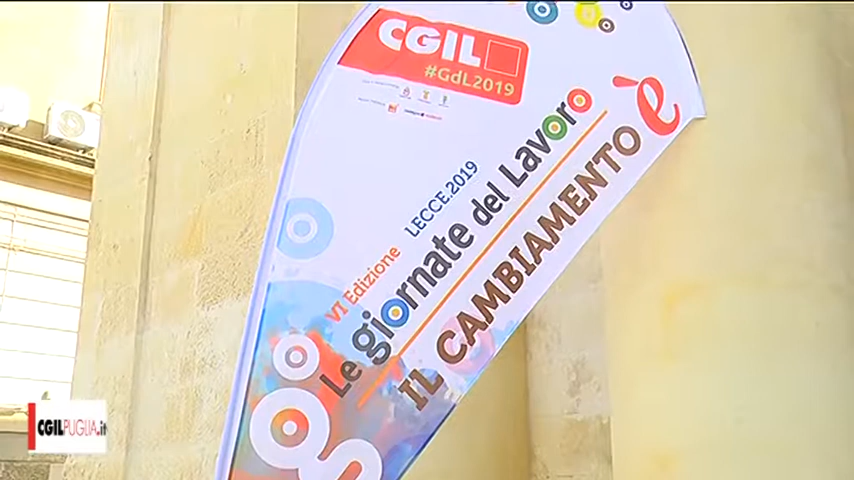 CGIL
#GdL2019
LECCE.2019
VI Edizione
Le giornate del Lavoro
IL CAMBIAMENTO è
CGILPUGLIA.it